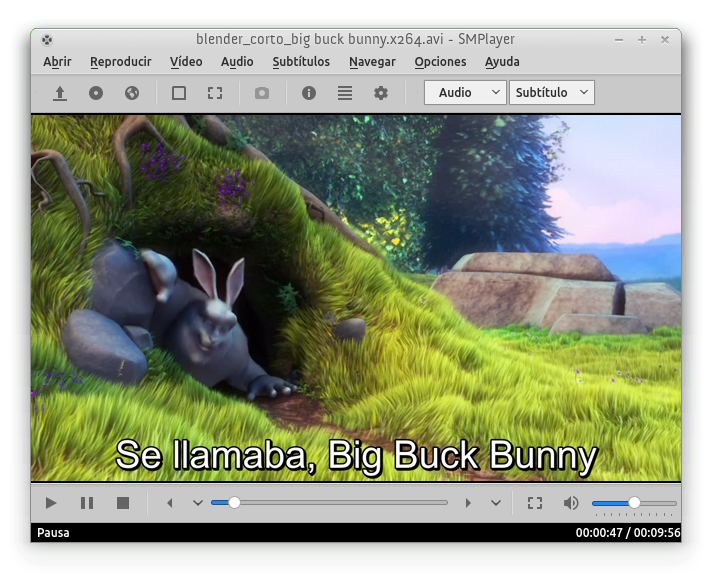 blender_corto_big buck bunny.x264.avi - SMPlayer
Abrir Reproducir Vídeo Audio Subtítulos Navegar Opciones Ayuda
Audio Subtítulo
Se llamaba, Big Buck Bunny
Pausa 00:00:47 / 00:09:56